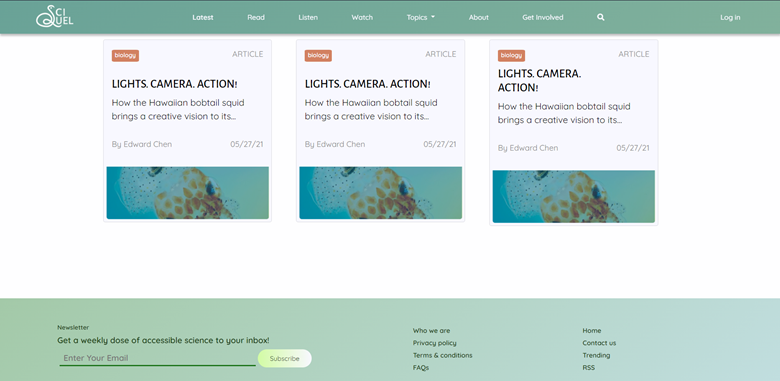 SCI
QUEL
Latest
Read
Listen
Watch
Topics
About
Get Involved
Log in
biology
ARTICLE
LIGHTS. CAMERA. ACTION!
How the Hawaiian bobtail squid
brings a creative vision to its...
By Edward Chen
05/27/21
biology
ARTICLE
LIGHTS. CAMERA. ACTION!
How the Hawaiian bobtail squid
brings a creative vision to its...
By Edward Chen
05/27/21
biology
ARTICLE
LIGHTS. CAMERA.
ACTION!
How the Hawaiian bobtail squid
brings a creative vision to its...
By Edward Chen
05/27/21
Newsletter
Get a weekly dose of accessible science to your inbox!
Enter Your Email
Subscribe
Who we are
Privacy policy
Terms & conditions
FAQs
Home
Contact us
Trending
RSS